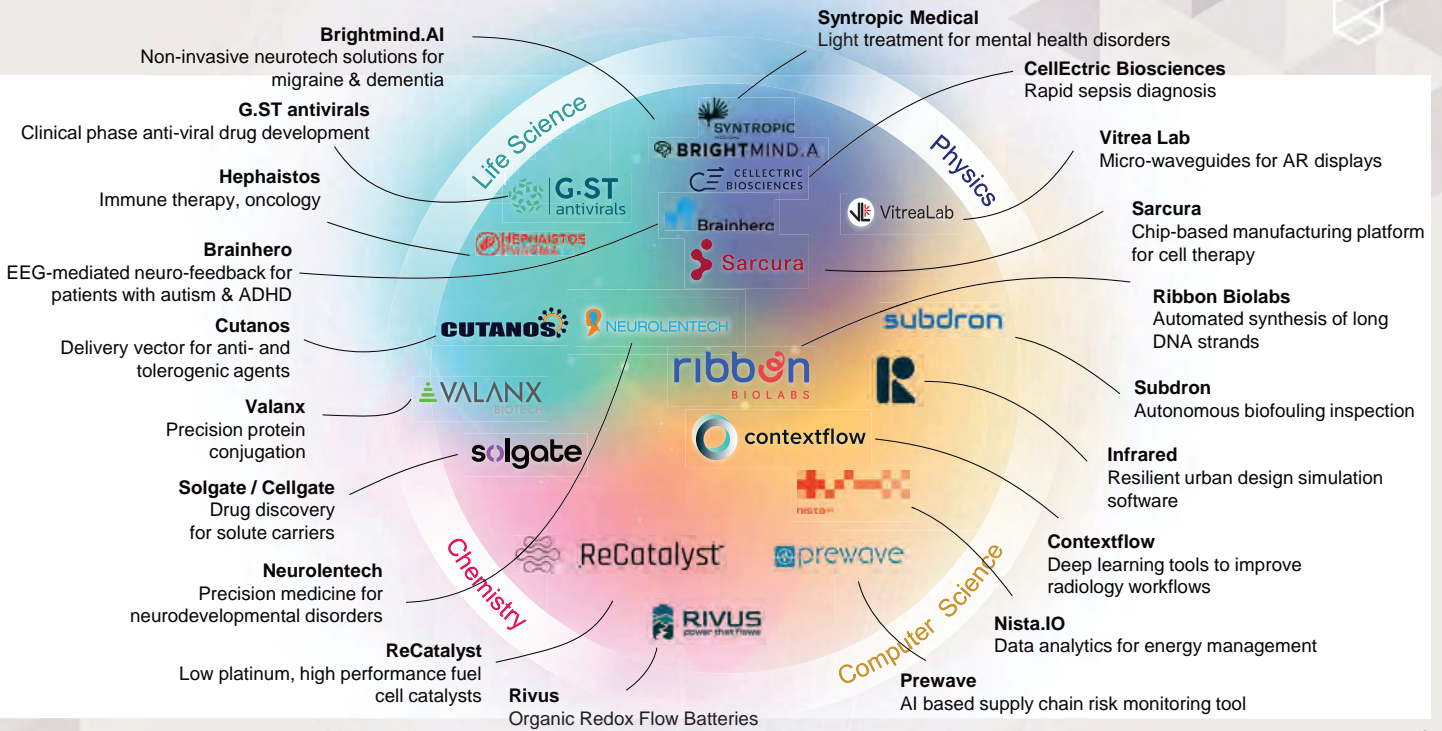 Brightmind.AI
Non-invasive neurotech solutions for
migraine & dementia
G.ST antivirals
Clinical phase anti-viral drug development
Hephaistos
Immune therapy, oncology
Brainhero
EEG-mediated neuro-feedback for
patients with autism & ADHD
Cutanos
Delivery vector for anti- and
tolerogenic agents
Valanx
Precision protein
conjugation
Solgate / Cellgate
Drug discovery
for solute carriers
Neurolentech
Precision medicine for
neurodevelopmental disorders
ReCatalyst
Low platinum, high performance fuel
cell catalysts
Rivus
Organic Redox Flow Batteries
Life Science
Physics
Chemistry
Computer Science
SYNTROPIC
BRIGHTMIND.A
CELLECTRIC
BIOSCIENCES
G·ST
antivirals
HEPHAISTOS
PHARMA
Brainhero
VitreaLab
Sarcura
CUTANOS
NEUROLENTECH
subdron
ribbon
BIOLABS
VALANX
BIOTECH
contextflow
solgate
nista
ReCatalyst
prewave
RIVUS
power that flows
Syntropic Medical
Light treatment for mental health disorders
CellEctric Biosciences
Rapid sepsis diagnosis
Vitrea Lab
Micro-waveguides for AR displays
Sarcura
Chip-based manufacturing platform
for cell therapy
Ribbon Biolabs
Automated synthesis of long
DNA strands
Subdron
Autonomous biofouling inspection
Infrared
Resilient urban design simulation
software
Contextflow
Deep learning tools to improve
radiology workflows
Nista.IO
Data analytics for energy management
Prewave
AI based supply chain risk monitoring tool